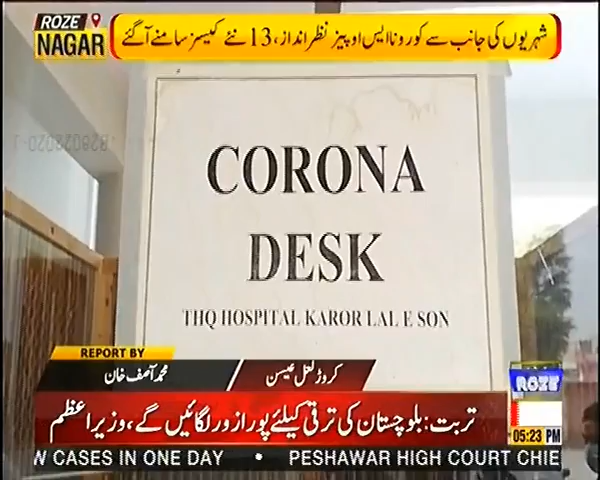 ROZE
NAGAR
شہریوں کی جانب سے کورونا ایس او پیز نظر انداز، 13 نئے کیسز سامنے آگئے
CORONA
DESK
THQ HOSPITAL KAROR LAL E SON
REPORT BY
محمد آصف خان
کروڑ لعل عیسن
تربت: بلوچستان کی ترقی کیلئے پورا زور لگائیں گے، وزیراعظم
ROZE
05:23 PM
W CASES IN ONE DAY • PESHAWAR HIGH COURT CHIE